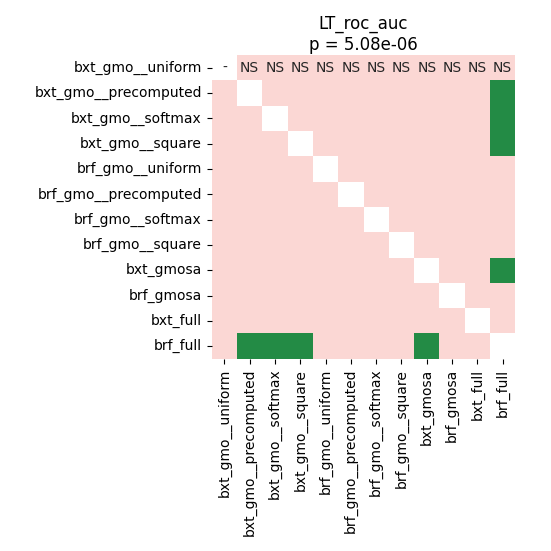 LT_roc_auc
p = 5.08e-06
bxt_gmo__uniform - NS NS NS NS NS NS NS NS NS NS NS
bxt_gmo__precomputed
bxt_gmo__softmax
bxt_gmo__square
brf_gmo__uniform
brf_gmo__precomputed
brf_gmo__softmax
brf_gmo__square
bxt_gmosa
brf_gmosa
bxt_full
brf_full
bxt_gmo__uniform
bxt_gmo__precomputed
bxt_gmo__softmax
bxt_gmo__square
brf_gmo__uniform
brf_gmo__precomputed
brf_gmo__softmax
brf_gmo__square
bxt_gmosa
brf_gmosa
bxt_full
brf_full